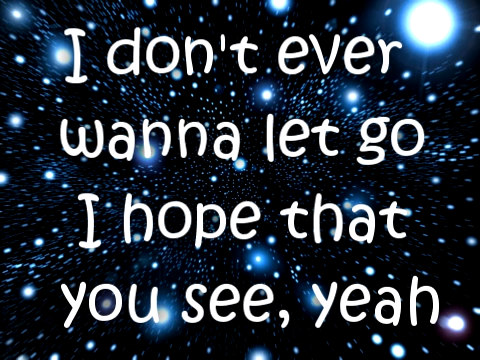 I don't ever
wanna let go
I hope that
you see, yeah